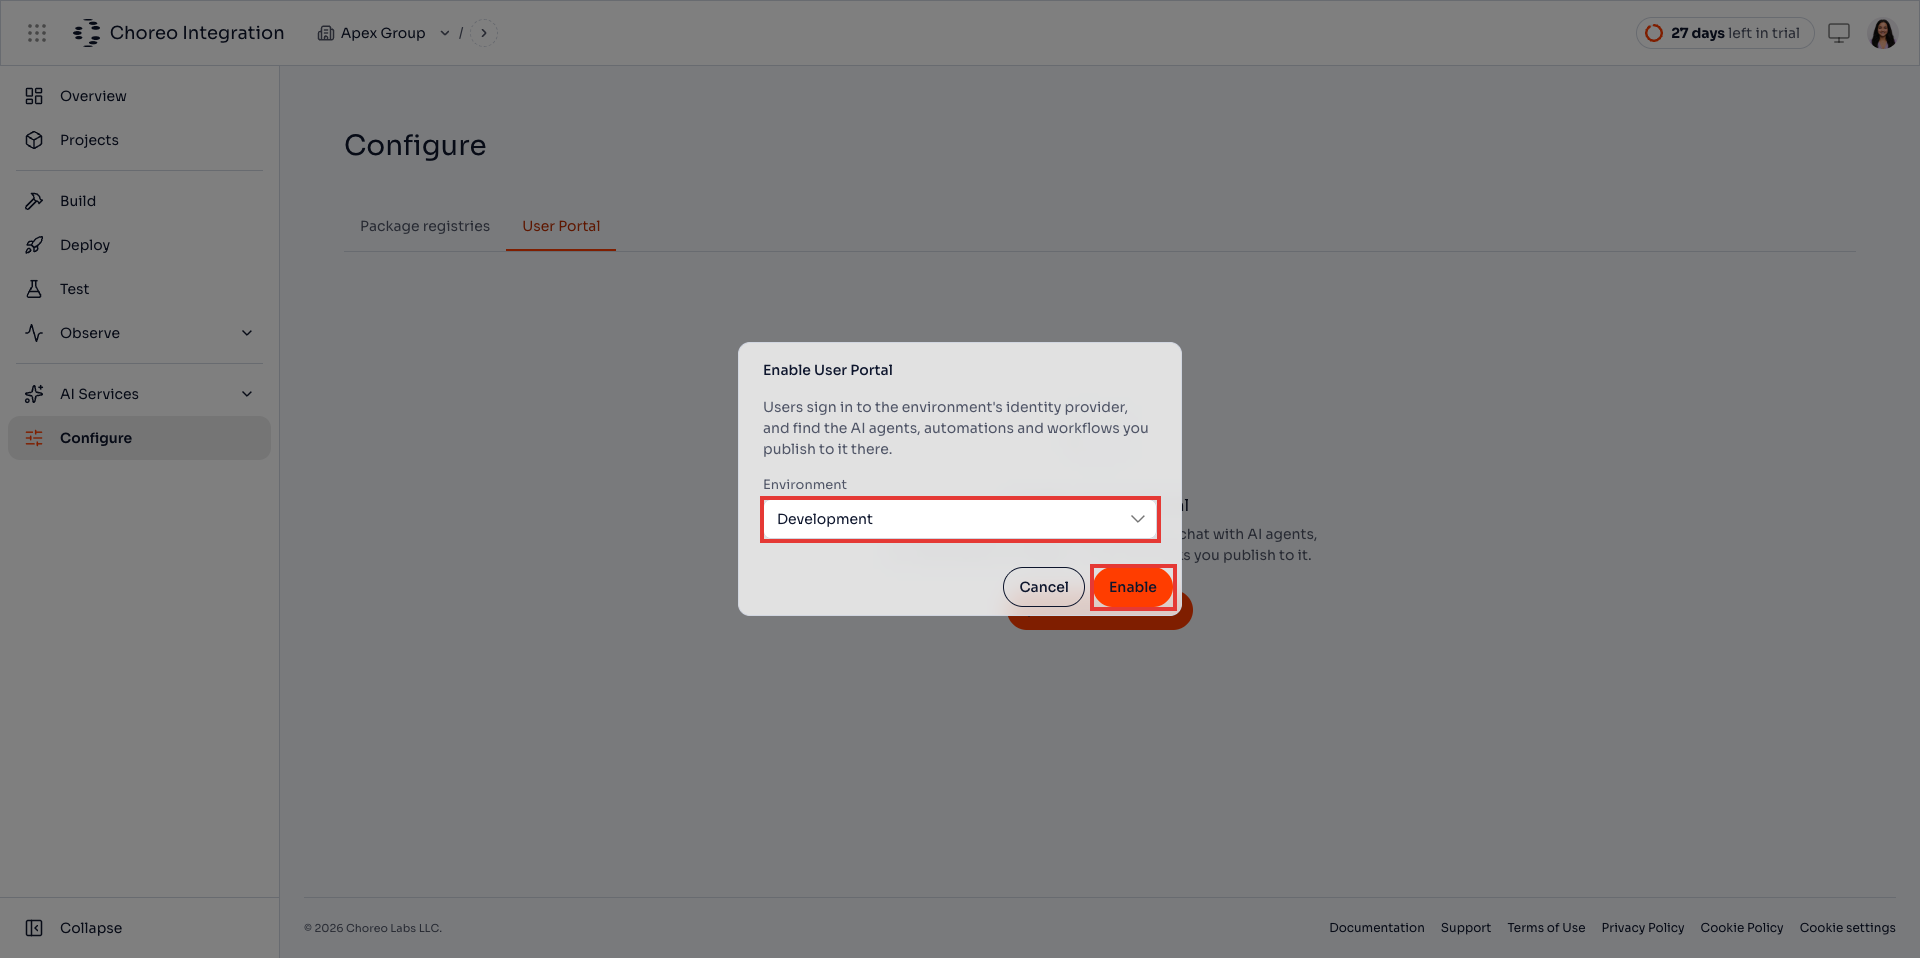 Choreo Integration
Apex Group
/
27 days left in trial
Overview
Projects
Build
Deploy
Test
Observe
AI Services
Configure
Collapse
Configure
Package registries
User Portal
Enable User Portal
Users sign in to the environment's identity provider,
and find the AI agents, automations and workflows you
publish to it there.
Environment
Development
Cancel
Enable
chat with AI agents,
you publish to it.
© 2026 Choreo Labs LLC.
Documentation
Support
Terms of Use
Privacy Policy
Cookie Policy
Cookie settings